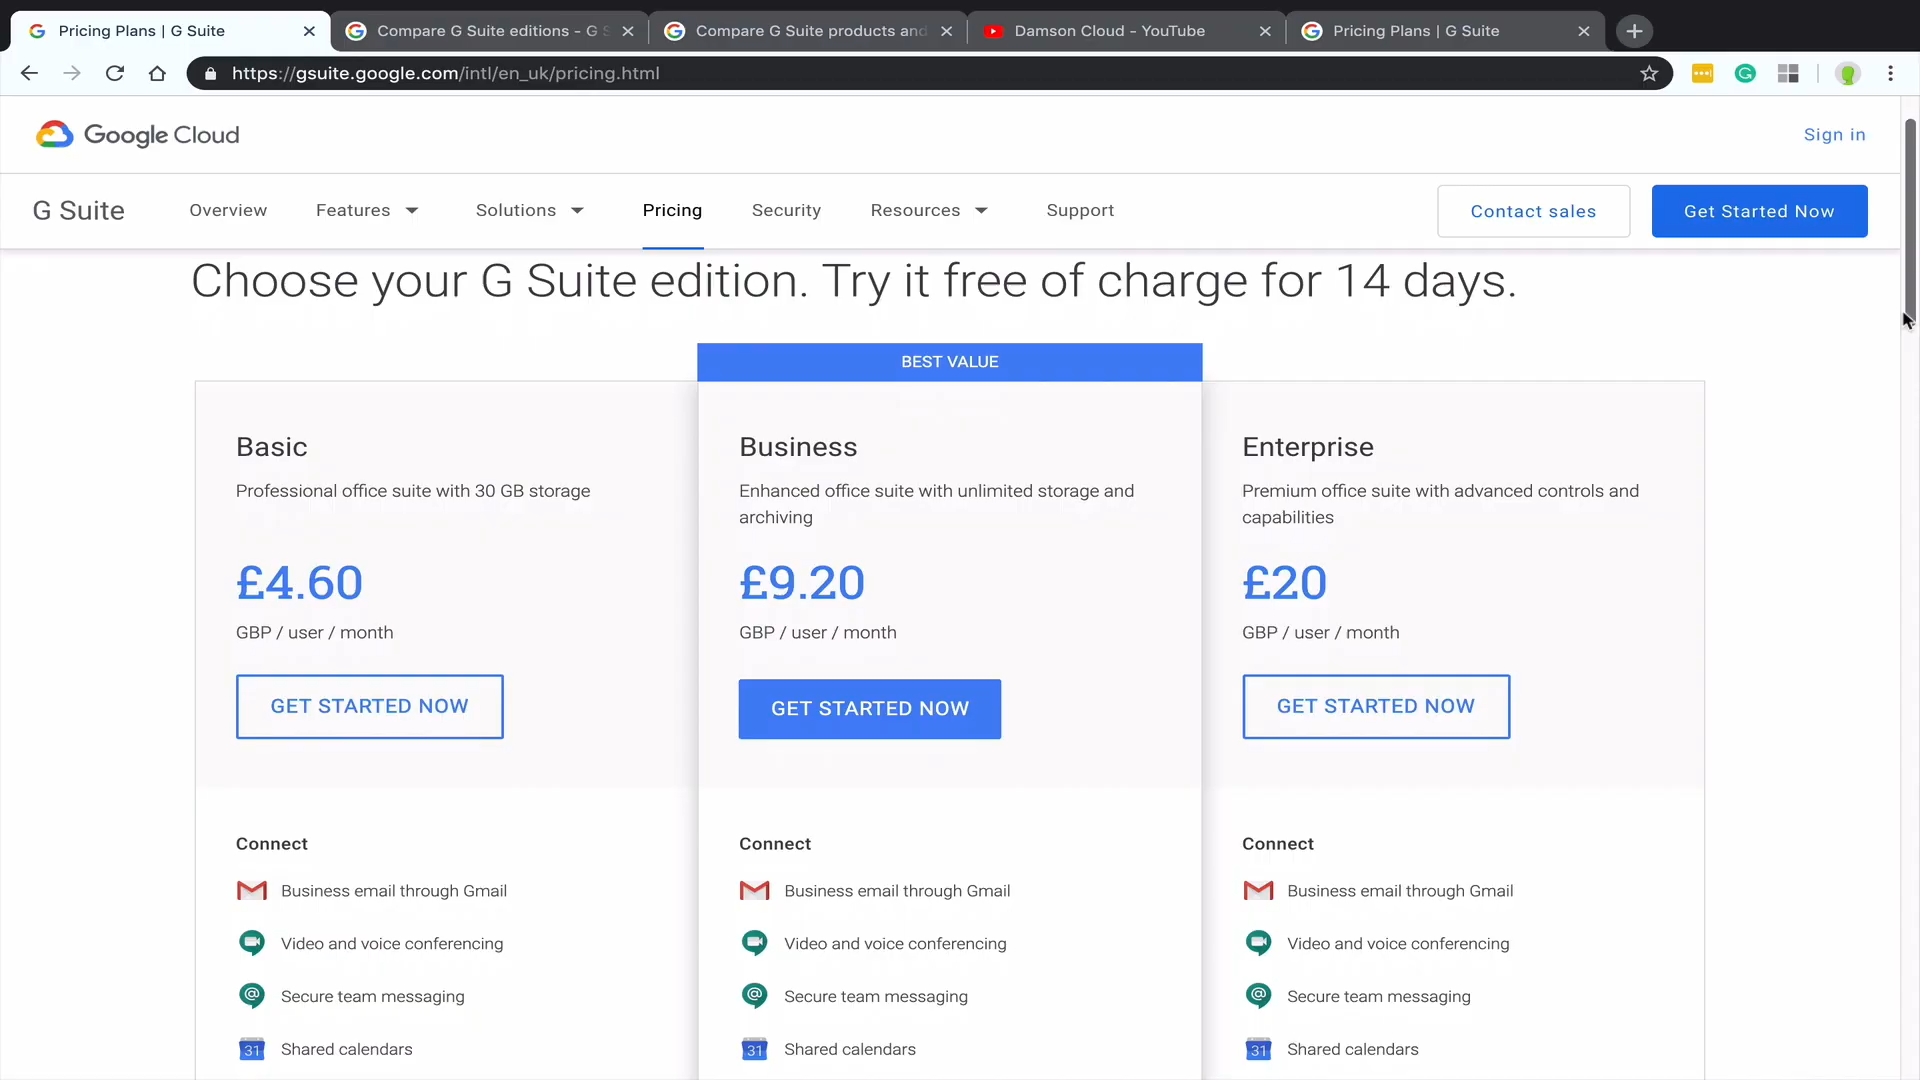 Pricing Plans | G Suite
Compare G Suite editions - G S
Compare G Suite products and
Damson Cloud - YouTube
Pricing Plans | G Suite
https://gsuite.google.com/intl/en_uk/pricing.html
Google Cloud
Sign in
G Suite
Overview
Features
Solutions
Pricing
Security
Resources
Support
Contact sales
Get Started Now
Choose your G Suite edition. Try it free of charge for 14 days.
BEST VALUE
Basic
Professional office suite with 30 GB storage
£4.60
GBP / user / month
GET STARTED NOW
Connect
Business email through Gmail
Video and voice conferencing
Secure team messaging
31 Shared calendars
Business
Enhanced office suite with unlimited storage and
archiving
£9.20
GBP / user / month
GET STARTED NOW
Connect
Business email through Gmail
Video and voice conferencing
Secure team messaging
31 Shared calendars
Enterprise
Premium office suite with advanced controls and
capabilities
£20
GBP / user / month
GET STARTED NOW
Connect
Business email through Gmail
Video and voice conferencing
Secure team messaging
31 Shared calendars